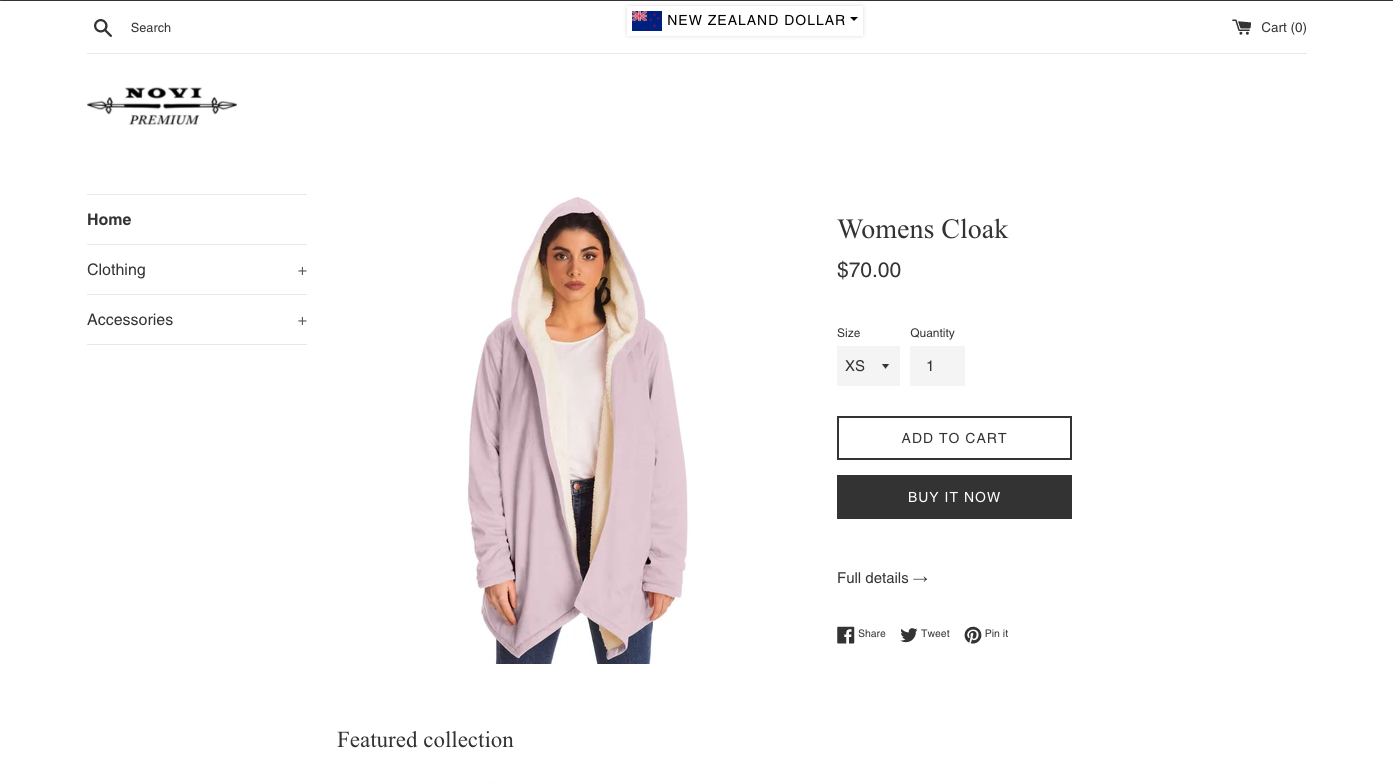 Search
NEW ZEALAND DOLLAR
Cart (0)
NOVI
PREMIUM
Home
Clothing +
Accessories +
Womens Cloak
$70.00
Size Quantity
XS 1
ADD TO CART
BUY IT NOW
Full details →
Share Tweet Pin it
Featured collection